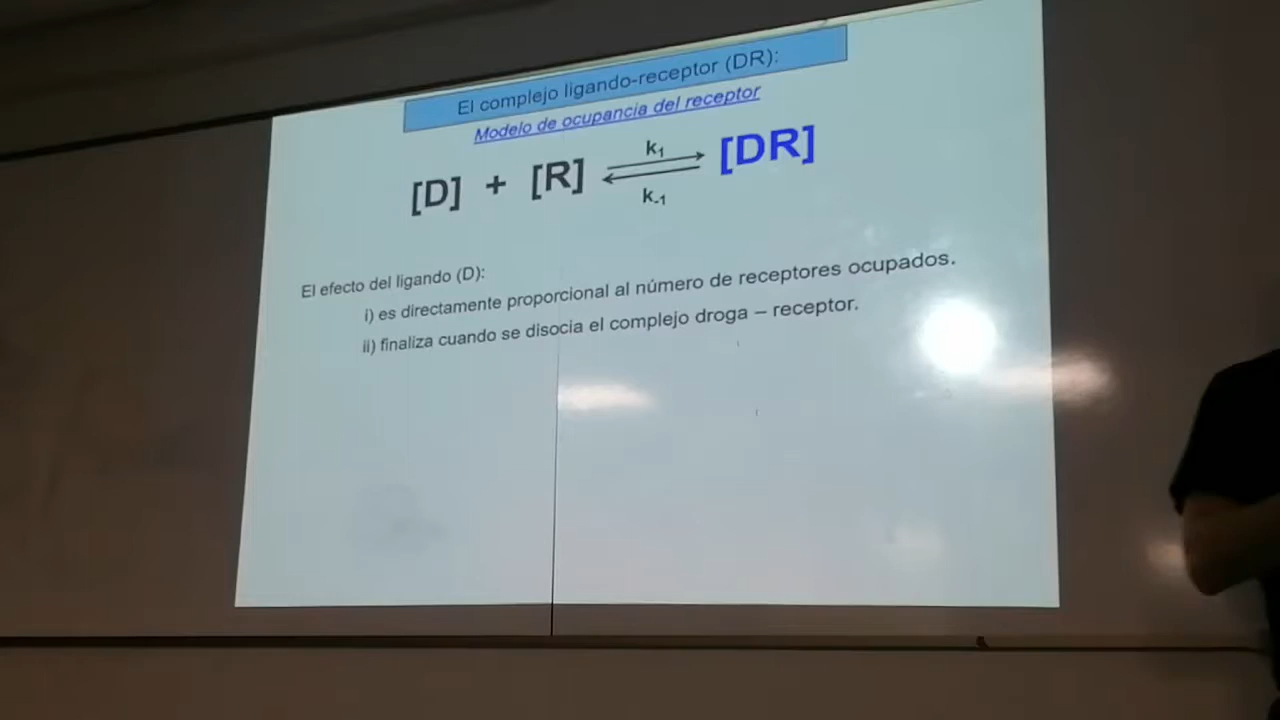 El complejo ligando-receptor (DR):
Modelo de ocupancia del receptor
k1
[D] + [R] [DR]
k-1
El efecto del ligando (D):
i) es directamente proporcional al número de receptores ocupados.
ii) finaliza cuando se disocia el complejo droga – receptor.